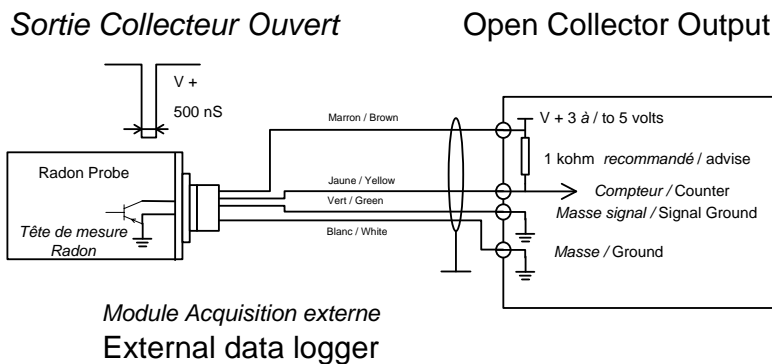 Sortie Collecteur Ouvert
Open Collector Output
V +
500 nS
Marron / Brown
V + 3 à / to 5 volts
1 kohm recommandé / advise
Radon Probe
Jaune / Yellow
Compteur / Counter
Vert / Green
Masse signal / Signal Ground
Tête de mesure
Radon
Blanc / White
Masse / Ground
Module Acquisition externe
External data logger